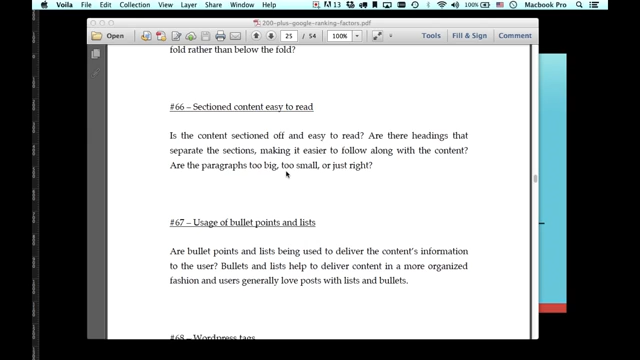 Voila File Edit View Window Help 13 100% Macbook Pro
200-plus-google-ranking-factors.pdf
Open 25 / 54 100% Tools Fill & Sign Comment
fold rather than below the fold?
#66 – Sectioned content easy to read
Is the content sectioned off and easy to read? Are there headings that
separate the sections, making it easier to follow along with the content?
Are the paragraphs too big, too small, or just right?
#67 – Usage of bullet points and lists
Are bullet points and lists being used to deliver the content's information
to the user? Bullets and lists help to deliver content in a more organized
fashion and users generally love posts with lists and bullets.
#68 – Wordpress tags